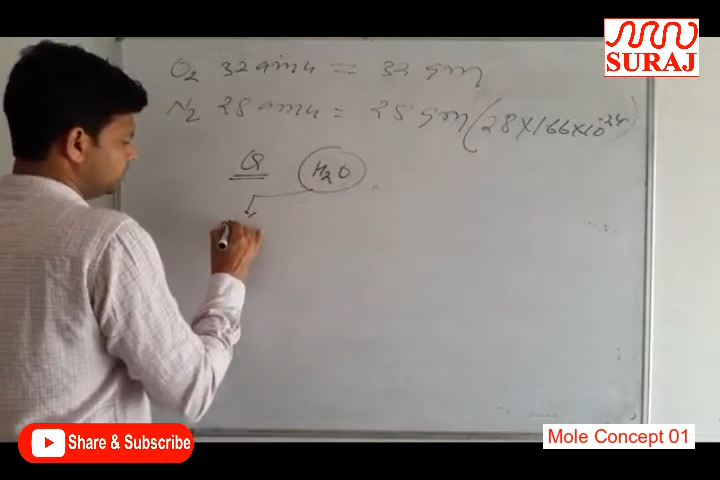 SURAJ
O2 32 amu = 32 gm
N2 28 amu = 28 gm (28×1.66×10-24)
Q H2O
Share & Subscribe
Mole Concept 01